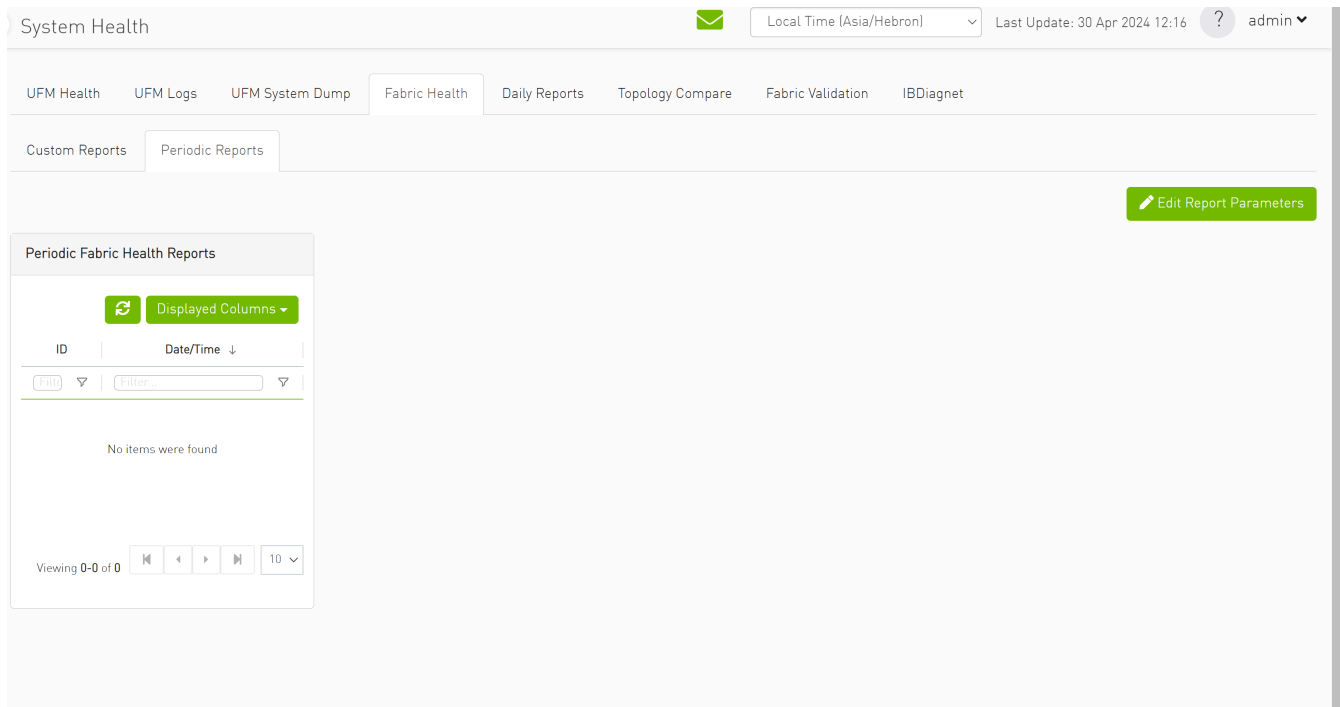 System Health
Local Time (Asia/Hebron)
Last Update: 30 Apr 2024 12:16
?
admin
UFM Health
UFM Logs
UFM System Dump
Fabric Health
Daily Reports
Topology Compare
Fabric Validation
IBDiagnet
Custom Reports
Periodic Reports
Edit Report Parameters
Periodic Fabric Health Reports
Displayed Columns
ID
Date/Time
Filte
Filter...
No items were found
Viewing 0-0 of 0
10